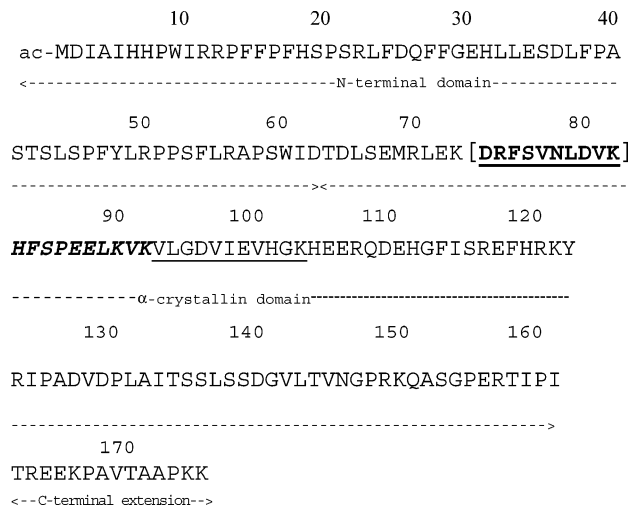 10 20 30 40
ac-MDIAIHHPWIRRPFFPFHSPSRLFDQFFGEHLLESDLFPA
<------------------------------------N-terminal domain--------------
50 60 70 80
STSLSPFYLRPPSFLRAPSWIDTDLSEMRLEK [DRFSVNLDVK]
---------------------------------------><---------------------------------------
90 100 110 120
HFSPEELKVKVLGDVIEVHGKHEERQDEHGFISREFHRKY
------------α-crystallin domain----------------------------------
130 140 150 160
RIPADVDPLAITSSLSSDGVLTVNGPRKQASGPERTIPI
---------------------------------------------------------------------->
170
TREEKPAVTAAPKK
<--C-terminal extension-->